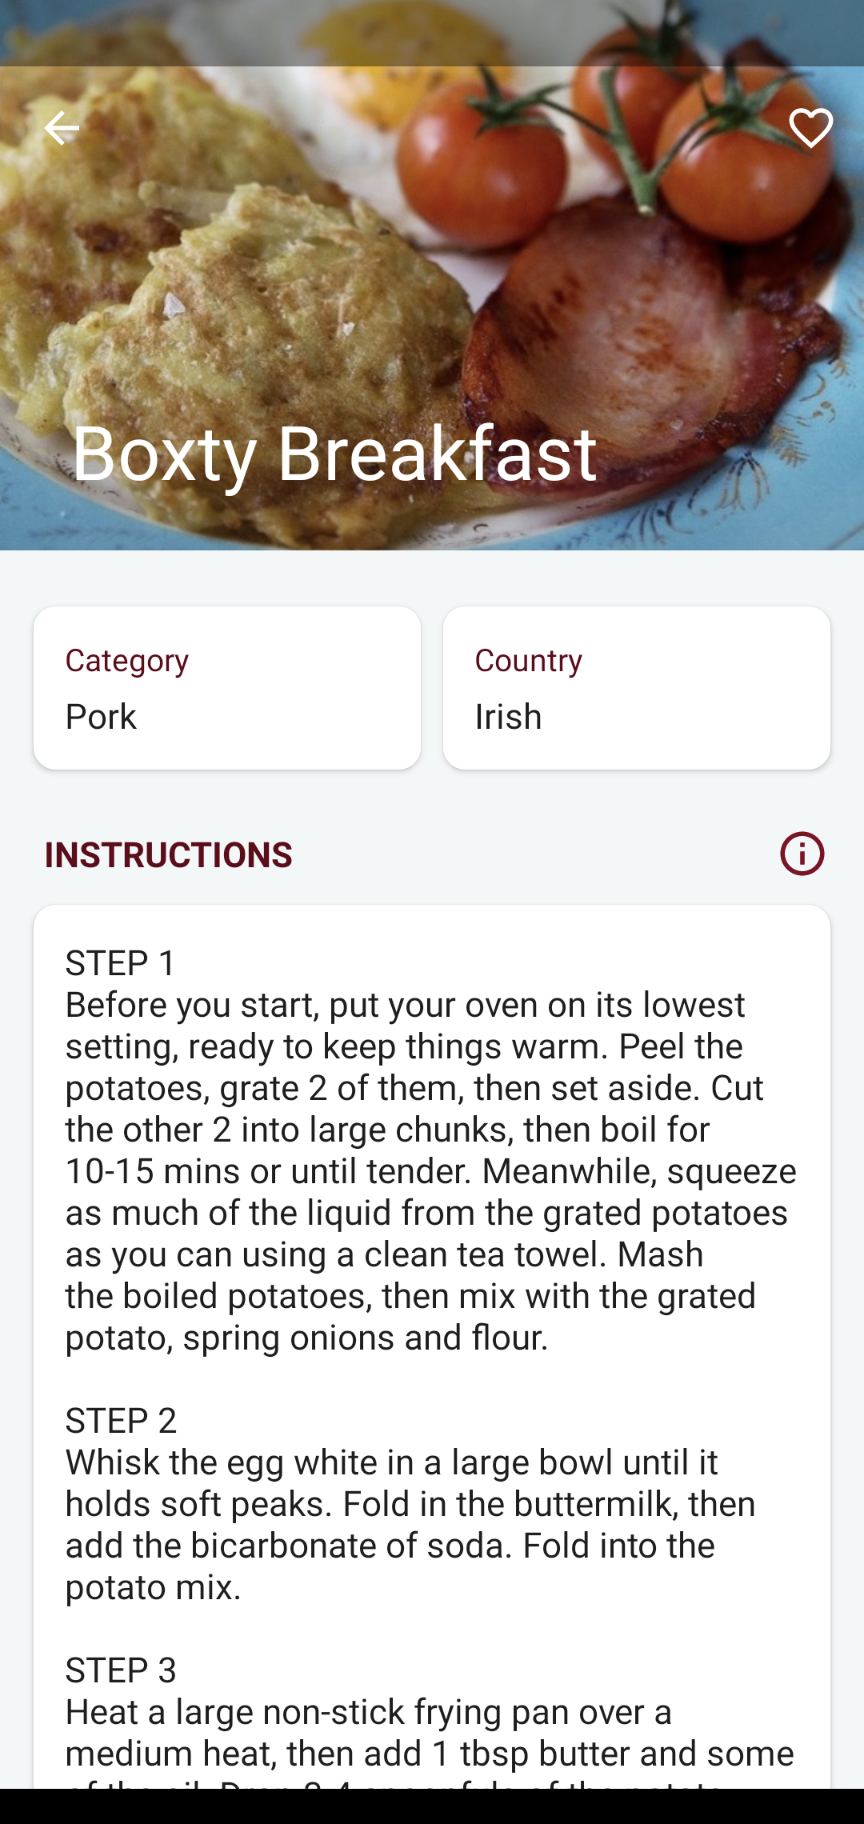 Boxty Breakfast
Category
Pork
Country
Irish
INSTRUCTIONS
STEP 1
Before you start, put your oven on its lowest
setting, ready to keep things warm. Peel the
potatoes, grate 2 of them, then set aside. Cut
the other 2 into large chunks, then boil for
10-15 mins or until tender. Meanwhile, squeeze
as much of the liquid from the grated potatoes
as you can using a clean tea towel. Mash
the boiled potatoes, then mix with the grated
potato, spring onions and flour.
STEP 2
Whisk the egg white in a large bowl until it
holds soft peaks. Fold in the buttermilk, then
add the bicarbonate of soda. Fold into the
potato mix.
STEP 3
Heat a large non-stick frying pan over a
medium heat, then add 1 tbsp butter and some